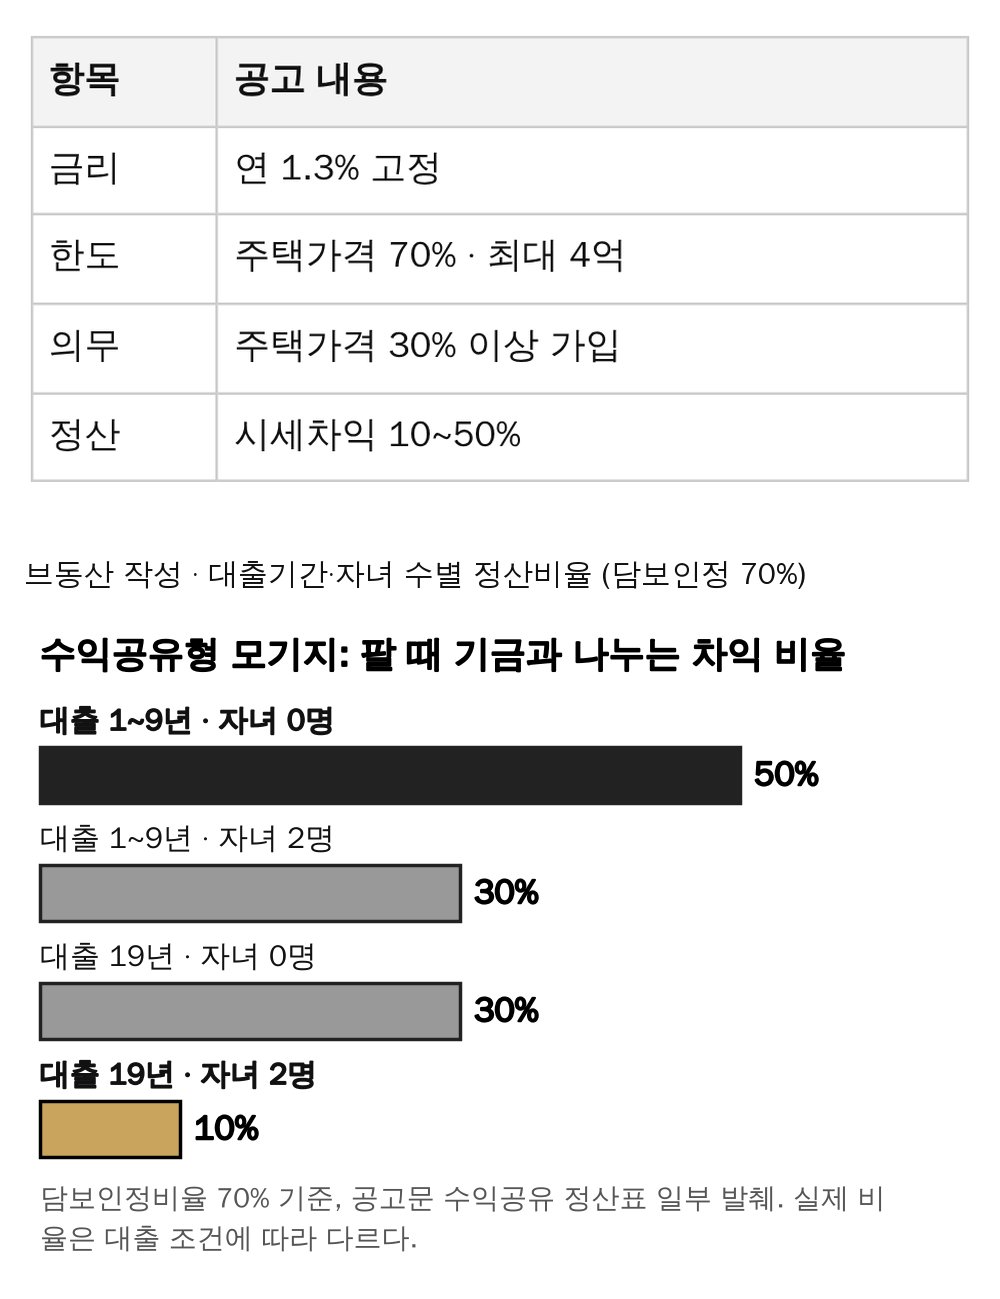 항목 공고 내용
금리 연 1.3% 고정
한도 주택가격 70% · 최대 4억
의무 주택가격 30% 이상 가입
정산 시세차익 10~50%
브동산 작성 · 대출기간·자녀 수별 정산비율 (담보인정 70%)
수익공유형 모기지: 팔 때 기금과 나누는 차익 비율
대출 1~9년 · 자녀 0명
50%
대출 1~9년 · 자녀 2명
30%
대출 19년 · 자녀 0명
30%
대출 19년 · 자녀 2명
10%
담보인정비율 70% 기준, 공고문 수익공유 정산표 일부 발췌. 실제 비
율은 대출 조건에 따라 다르다.